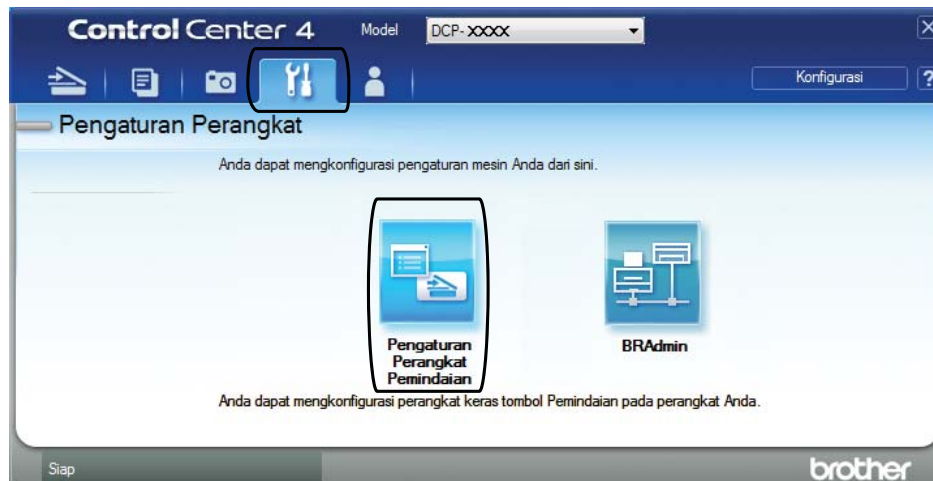 Control Center 4 Model DCP-XXXX X
Konfigurasi ?
Pengaturan Perangkat
Anda dapat mengkonfigurasi pengaturan mesin Anda dari sini.
Pengaturan
Perangkat
Pemindaian
BRAdmin
Anda dapat mengkonfigurasi perangkat keras tombol Pemindaian pada perangkat Anda.
Siap
brother